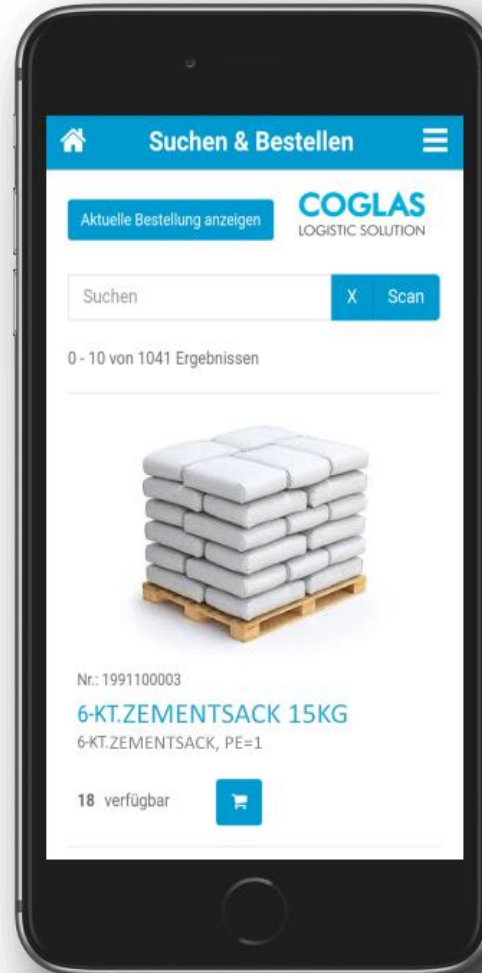 Suchen & Bestellen
Aktuelle Bestellung anzeigen
COGLAS
LOGISTIC SOLUTION
Suchen
X Scan
0 - 10 von 1041 Ergebnissen
Nr.: 1991100003
6-KT.ZEMENTSACK 15KG
6-KT.ZEMENTSACK, PE=1
18 verfügbar